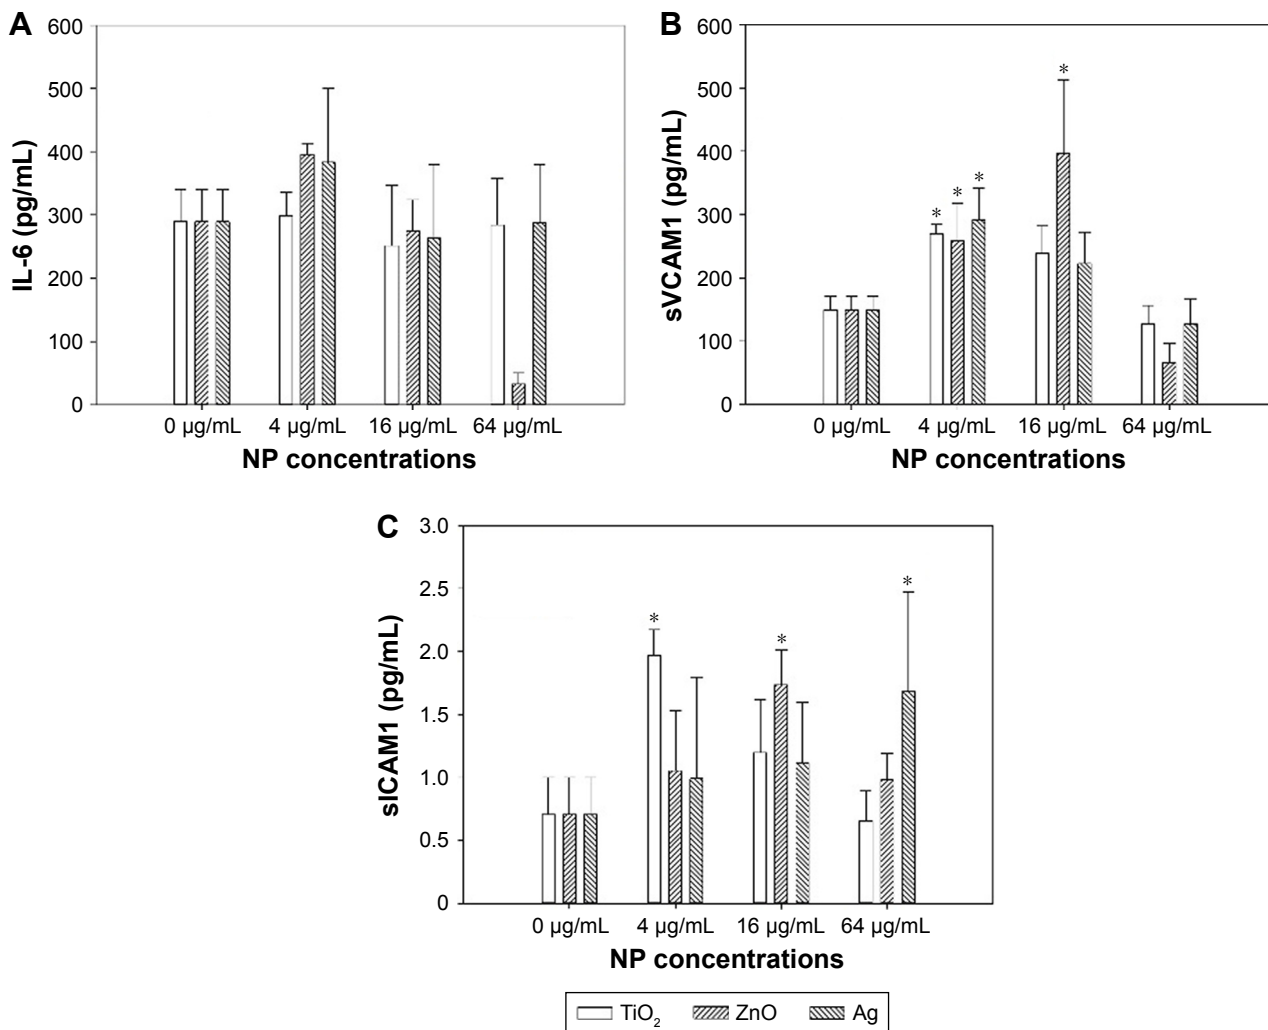 A
600
500
400
300
200
100
0
IL-6 (pg/mL)
0 µg/mL 4 µg/mL 16 µg/mL 64 µg/mL
NP concentrations
B
600
500
400
300
200
100
0
sVCAM1 (pg/mL)
* * * *
0 µg/mL 4 µg/mL 16 µg/mL 64 µg/mL
NP concentrations
C
3.0
2.5
2.0
1.5
1.0
0.5
0
sICAM1 (pg/mL)
* * *
0 µg/mL 4 µg/mL 16 µg/mL 64 µg/mL
NP concentrations
TiO₂ ZnO Ag